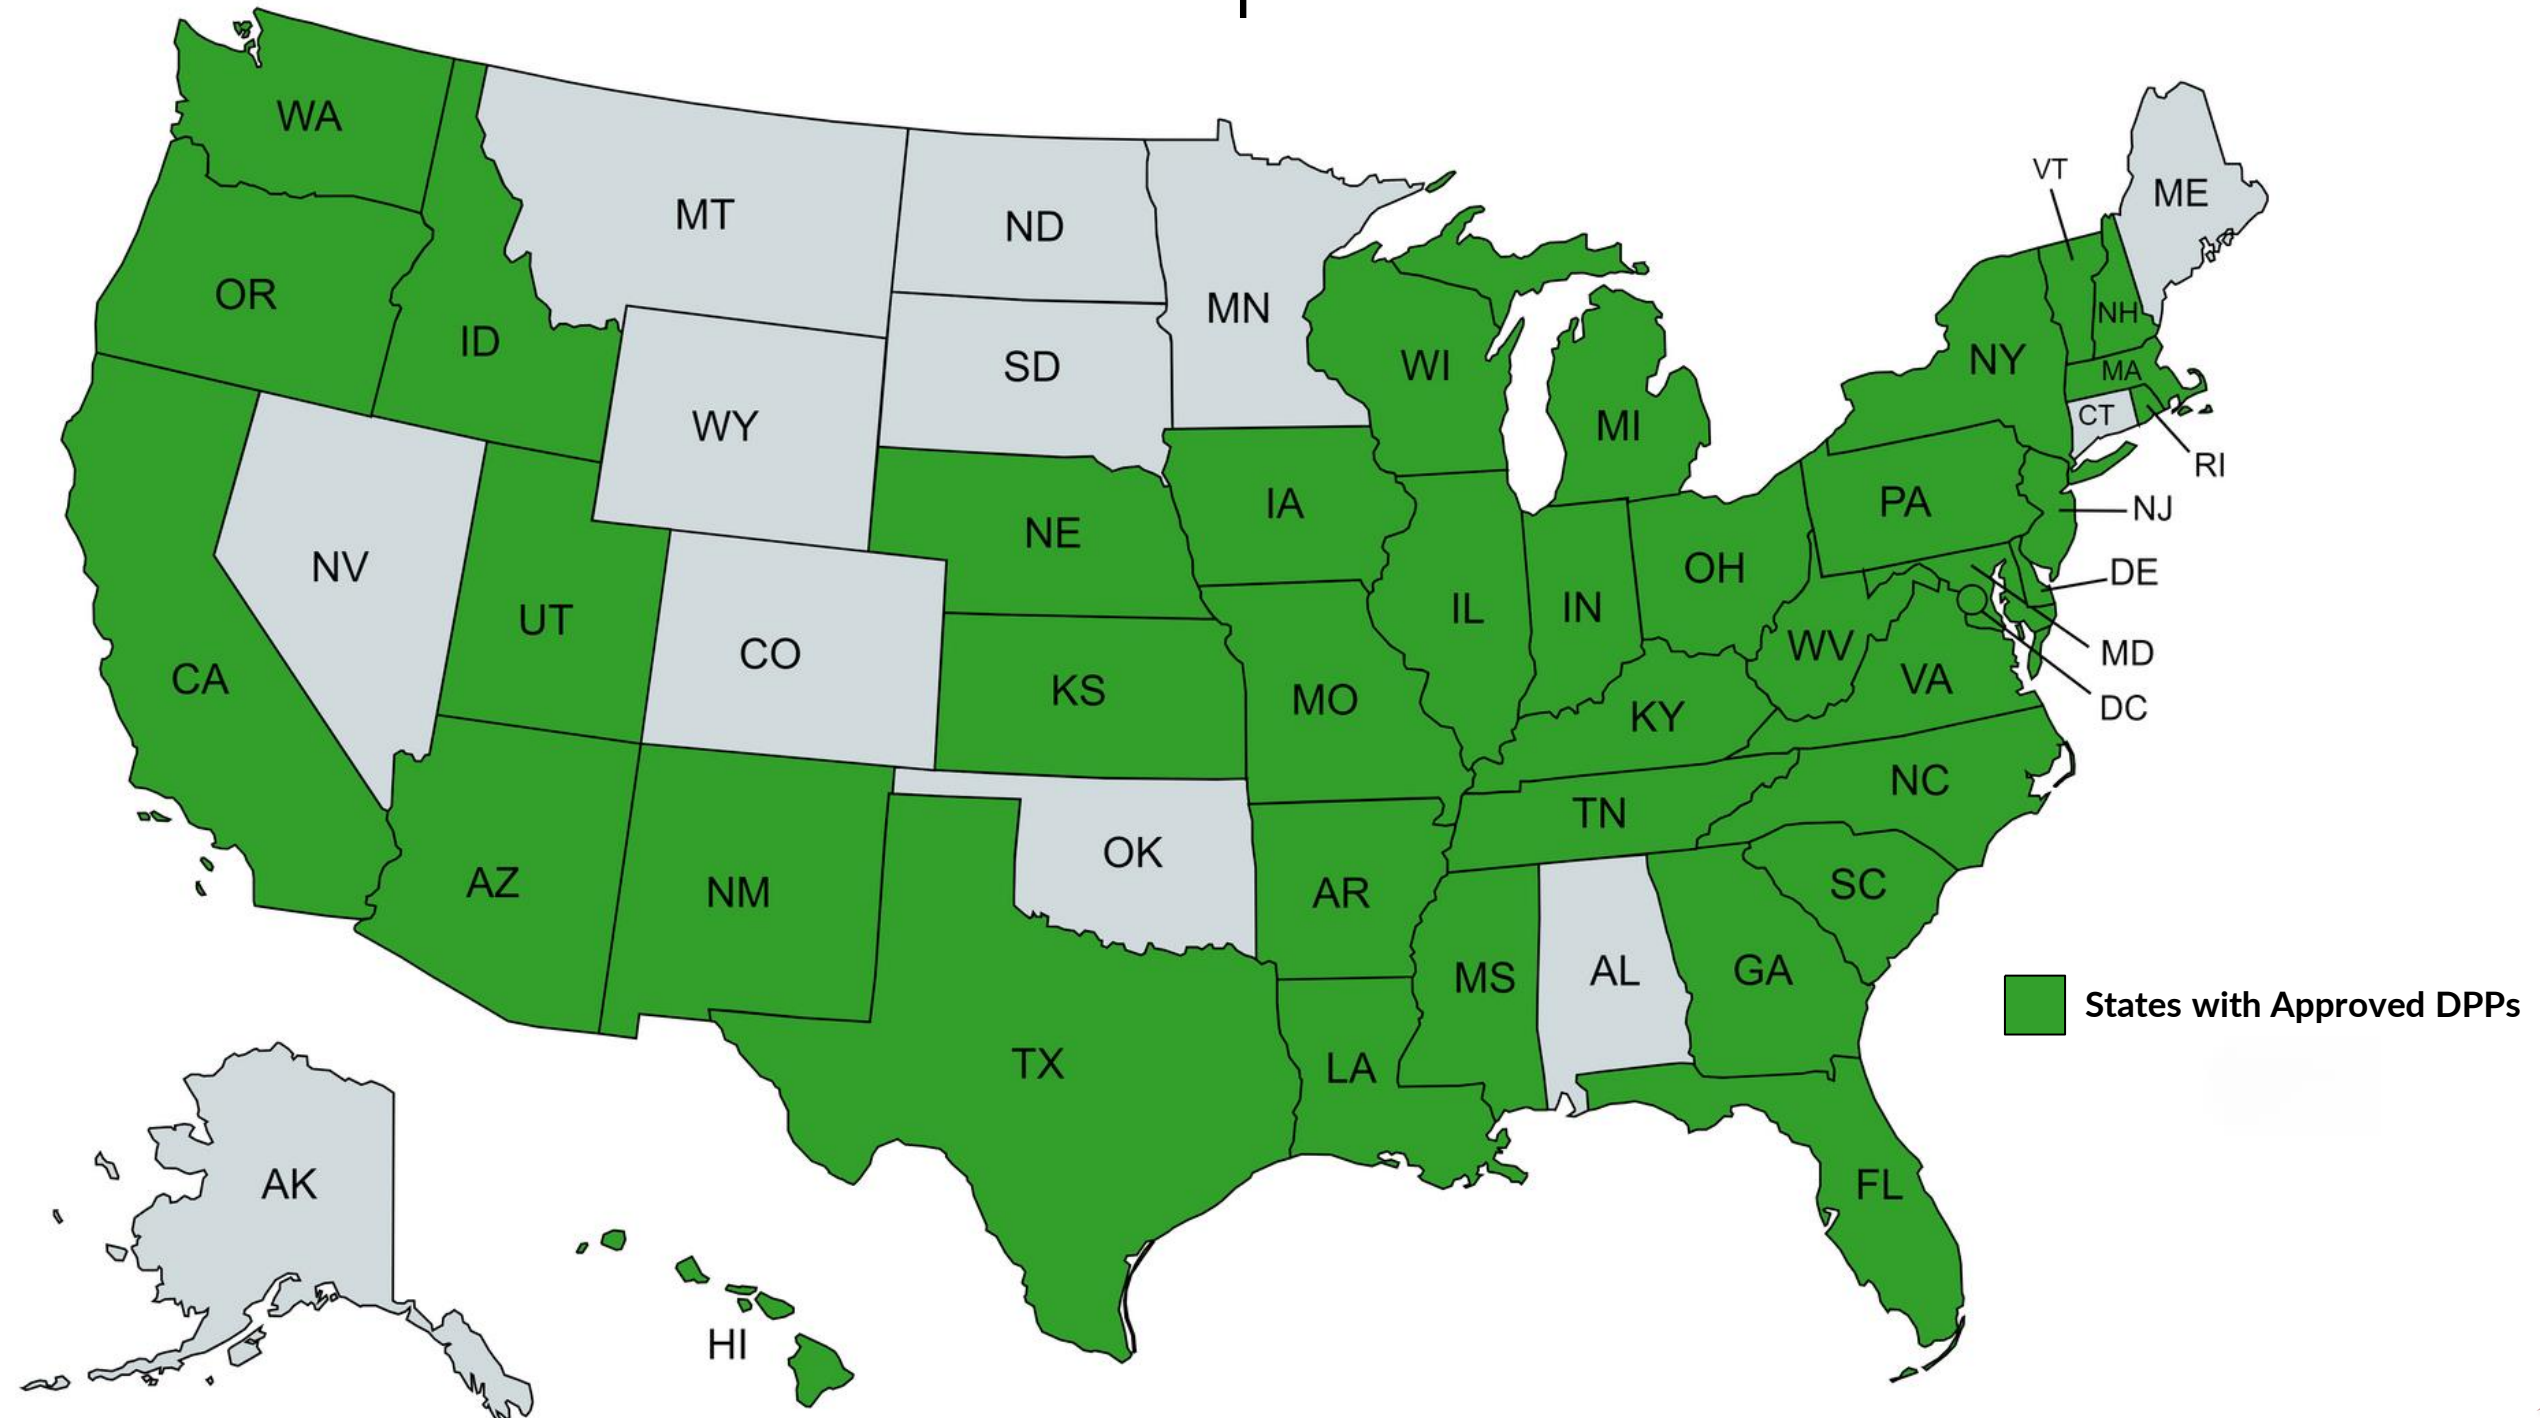 WA
MT
ND
MN
VT
ME
OR
ID
SD
WI
NH
NY
MA
WY
MI
CT
RI
IA
PA
NJ
NE
NV
OH
DE
UT
IL
IN
CO
WV
MD
CA
KS
MO
VA
DC
KY
NC
TN
OK
AZ
NM
AR
SC
MS
AL
GA
States with Approved DPPs
TX
LA
AK
FL
HI